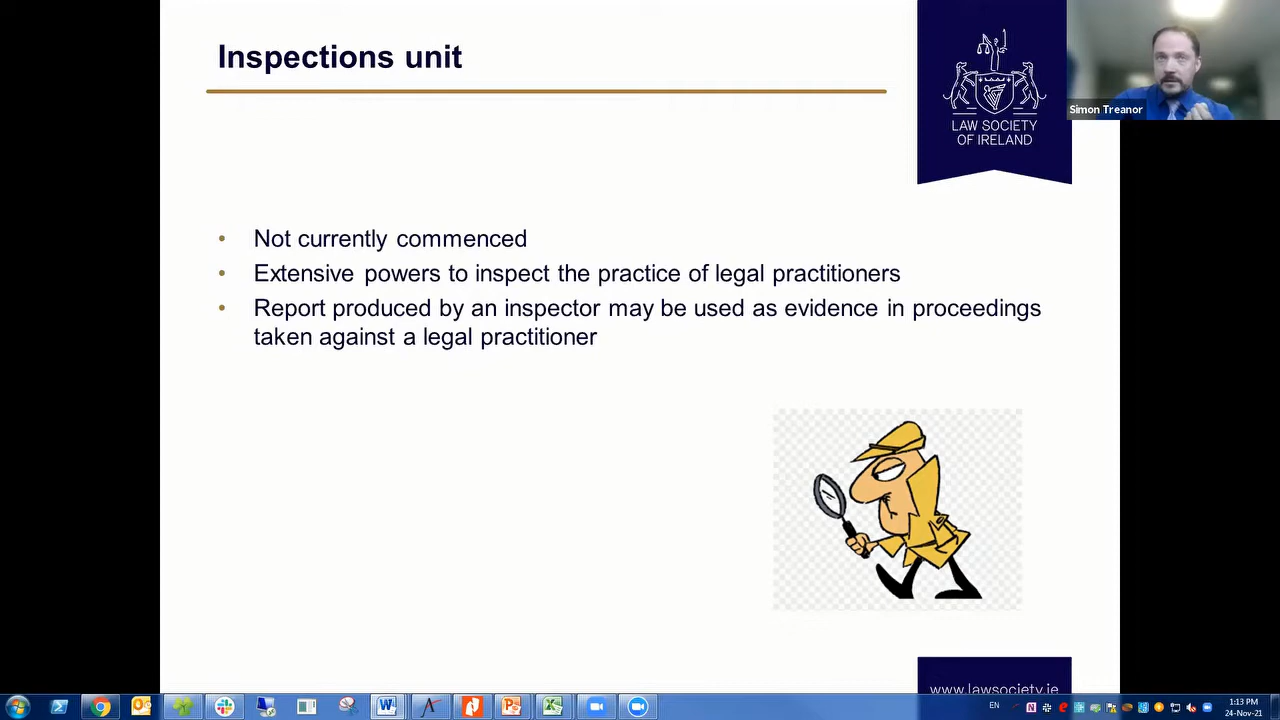 Inspections unit
LAW SOCIETY
OF IRELAND
Simon Treanor
• Not currently commenced
• Extensive powers to inspect the practice of legal practitioners
• Report produced by an inspector may be used as evidence in proceedings
taken against a legal practitioner
www.lawsociety.ie
EN
1:13 PM
24-Nov-21